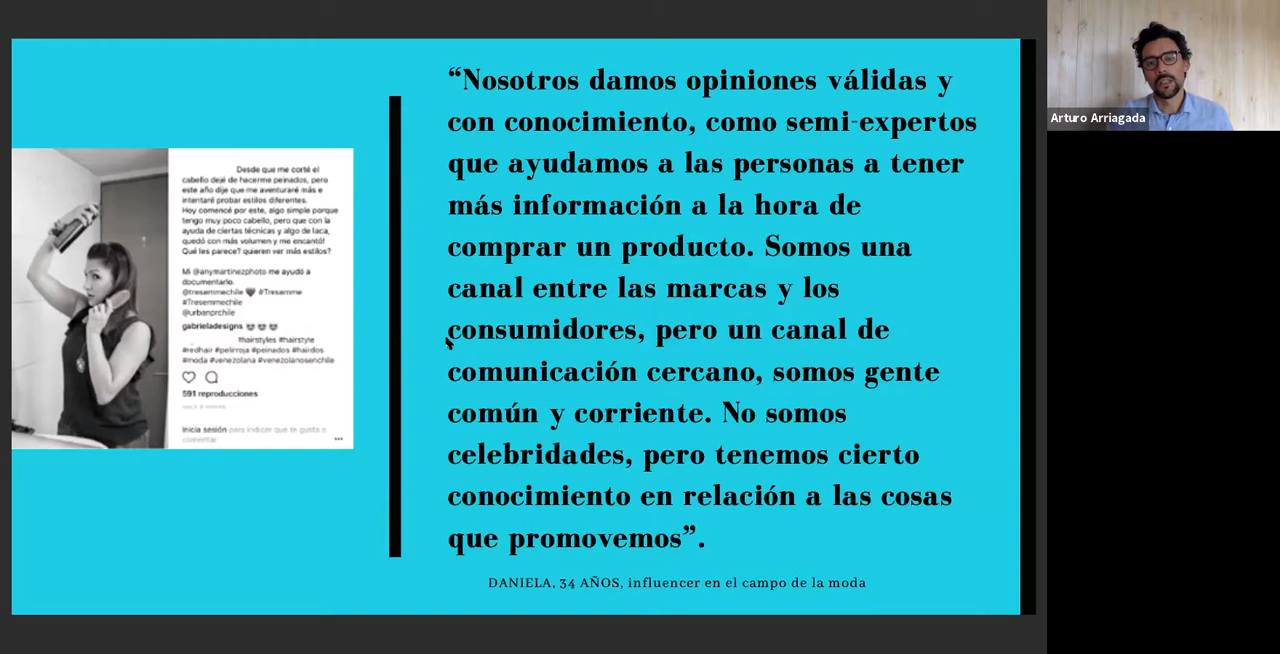 Desde que me corté el
cabello dejé de hacerme peinados, pero
este año dije que me aventuraré más e
intentaré probar estilos diferentes.
Hoy comencé por este, algo simple porque
tengo muy poco cabello, pero que con la
ayuda de ciertas técnicas y algo de laca,
quedó con más volumen y me encantó!
Qué les parece? quieren ver más estilos?
Mi @anymartinezphoto me ayudó a
documentarlo.
@tresemmechile #Tresemme
#Tresemmechile
@urbanprchile
gabrieladesigns
#hairstyles #hairstyle
#redhair #pelirroja #peinados #hairdos
#moda #venezolana #venezolanosenchile
591 reproducciones
Inicia sesión para indicar que te gusta o
comentar.
“Nosotros damos opiniones válidas y
con conocimiento, como semi-expertos
que ayudamos a las personas a tener
más información a la hora de
comprar un producto. Somos una
canal entre las marcas y los
consumidores, pero un canal de
comunicación cercano, somos gente
común y corriente. No somos
celebridades, pero tenemos cierto
conocimiento en relación a las cosas
que promovemos”.
DANIELA, 34 AÑOS, influencer en el campo de la moda
Arturo Arriagada